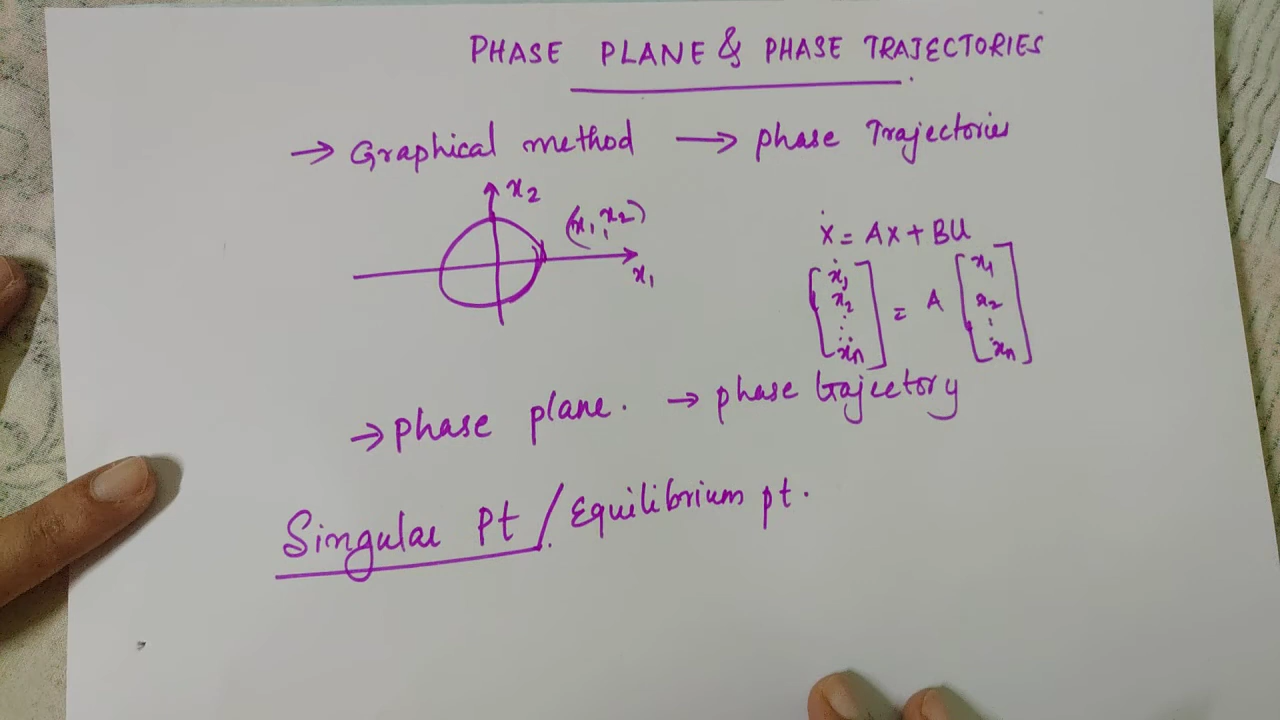 PHASE PLANE & PHASE TRAJECTORIES
→ Graphical method → phase Trajectories
x₂
(x₁, x₂)
x₁
Ẋ = AX + BU
[ẋ₁ ẋ₂ ⋮ ẋn] = A [x₁ x₂ ⋮ xn]
→ phase plane. → phase trajectory
Singular Pt / Equilibrium pt.